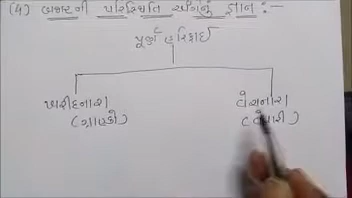 (4) બજારની પરિસ્થિતિ અંગેનું જ્ઞાન :-
પૂર્ણ હરિફાઈ
ખરીદનારા
વેચનારા
(ગ્રાહકો)
(વેપારી)